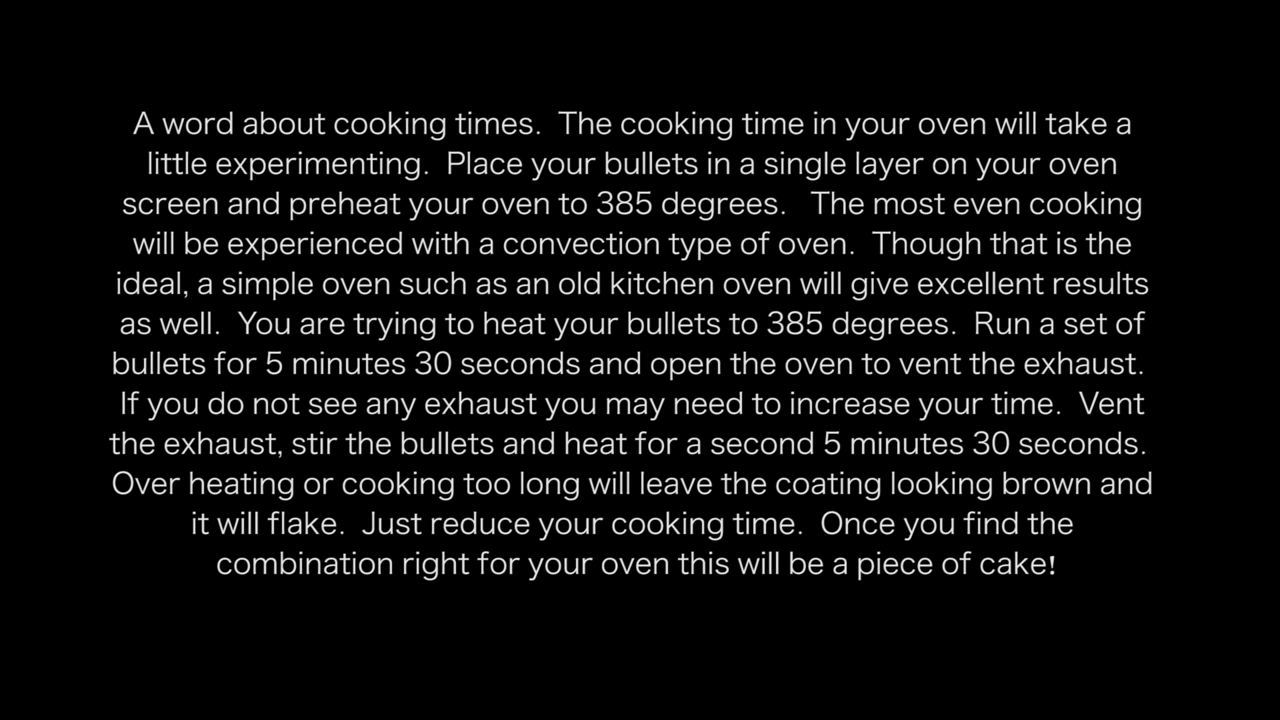 A word about cooking times.  The cooking time in your oven will take a
little experimenting.  Place your bullets in a single layer on your oven
screen and preheat your oven to 385 degrees.   The most even cooking
will be experienced with a convection type of oven.  Though that is the
ideal, a simple oven such as an old kitchen oven will give excellent results
as well.  You are trying to heat your bullets to 385 degrees.  Run a set of
bullets for 5 minutes 30 seconds and open the oven to vent the exhaust.
If you do not see any exhaust you may need to increase your time.  Vent
the exhaust, stir the bullets and heat for a second 5 minutes 30 seconds.
Over heating or cooking too long will leave the coating looking brown and
it will flake.  Just reduce your cooking time.  Once you find the
combination right for your oven this will be a piece of cake!